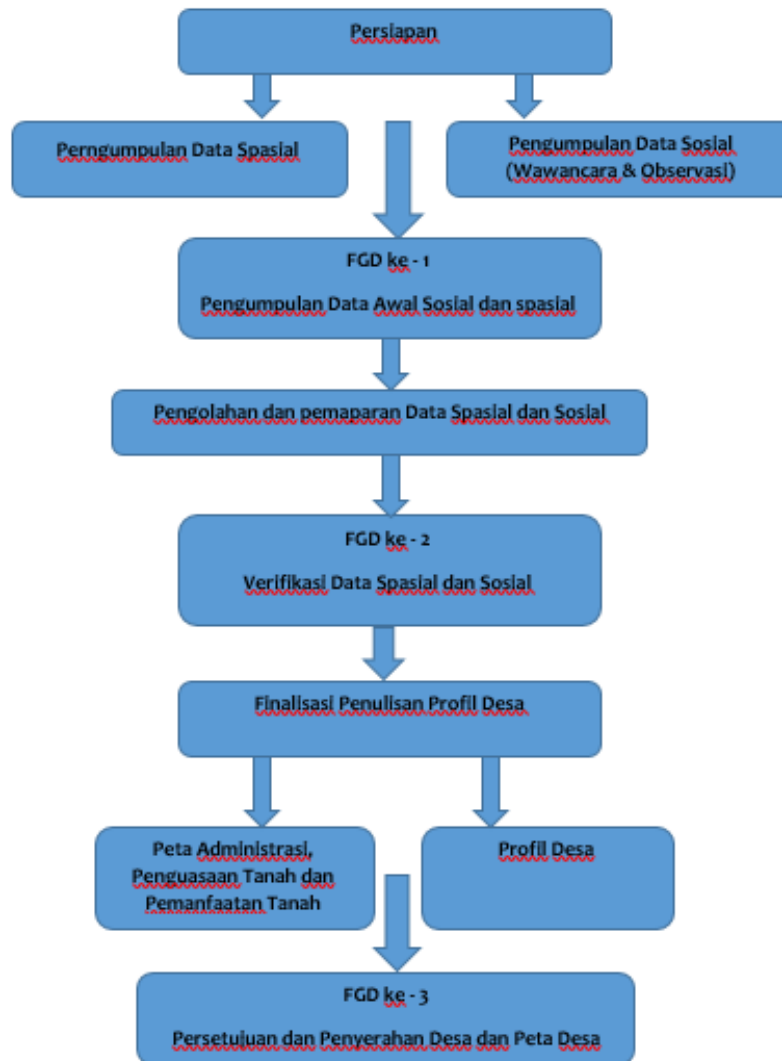 Persiapan
Perngumpulan Data Spasial
Pengumpulan Data Sosial
(Wawancara & Observasi)
FGD ke - 1
Pengumpulan Data Awal Sosial dan spasial
Pengolahan dan pemaparan Data Spasial dan Sosial
FGD ke - 2
Verifikasi Data Spasial dan Sosial
Finalisasi Penulisan Profil Desa
Peta Administrasi,
Penguasaan Tanah dan
Pemanfaatan Tanah
Profil Desa
FGD ke - 3
Persetujuan dan Penyerahan Desa dan Peta Desa